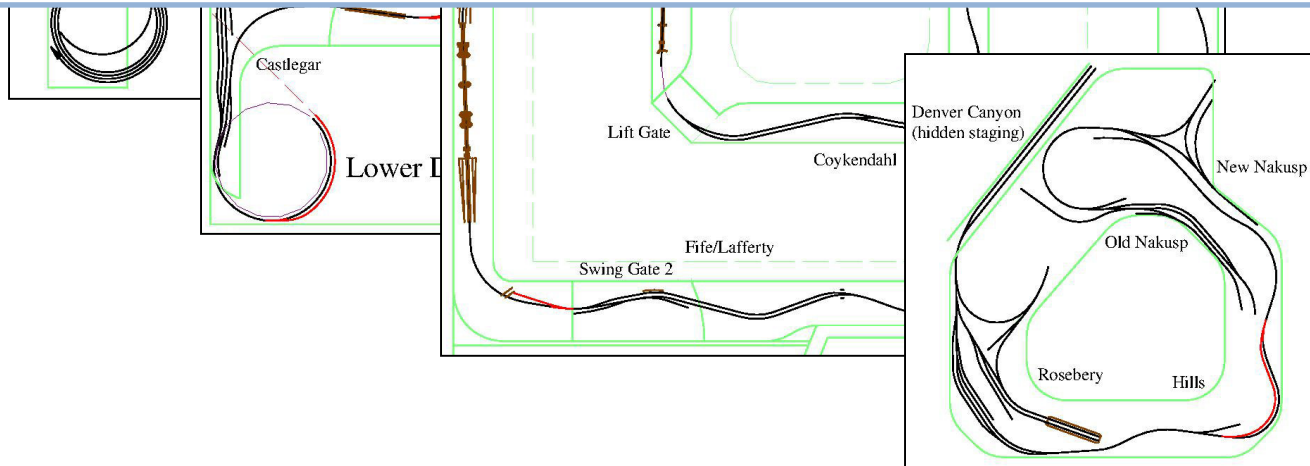 Castlegar
Lower D
Lift Gate
Coykendahl
Fife/Lafferty
Swing Gate 2
Denver Canyon
(hidden staging)
New Nakusp
Old Nakusp
Rosebery
Hills